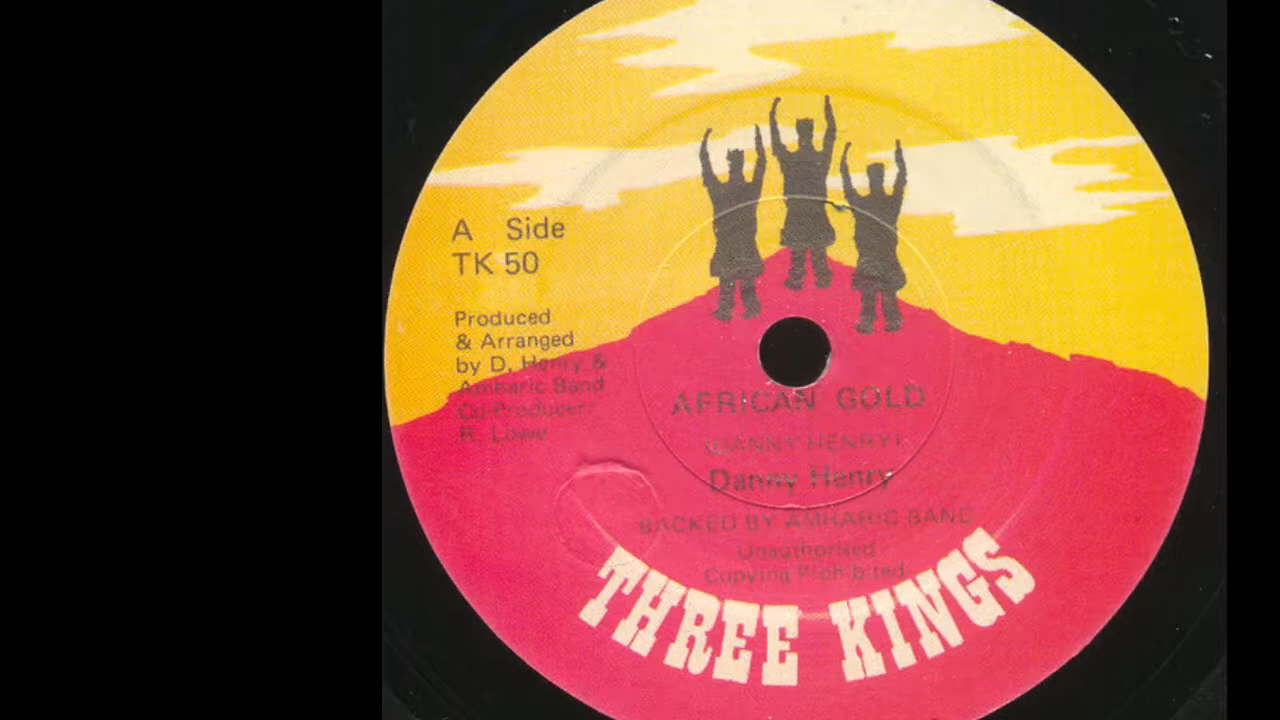 A Side
TK 50
Produced
& Arranged
by D. Henry &
Amharic Band
Co-Producer:
R. Lowe
AFRICAN GOLD
(DANNY HENRY)
Danny Henry
BACKED BY AMHARIC BAND
Unauthorised
Copying Prohibited
THREE KINGS